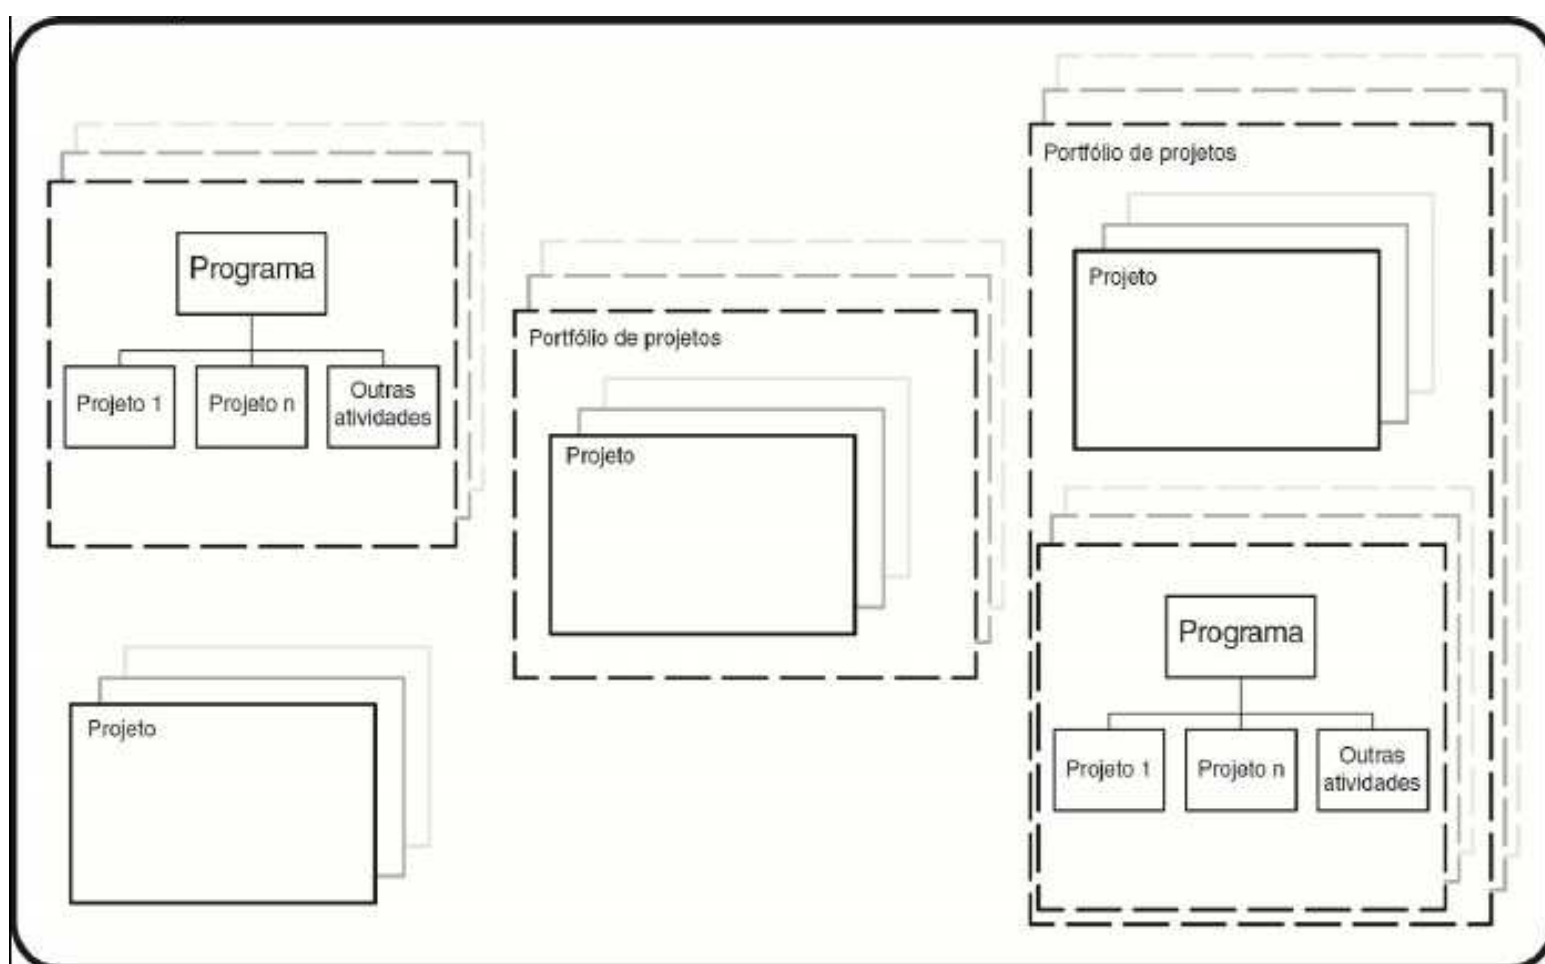 Programa
Projeto 1
Projeto n
Outras
atividades
Projeto
Portfólio de projetos
Projeto
Portfólio de projetos
Projeto
Programa
Projeto 1
Projeto n
Outras
atividades